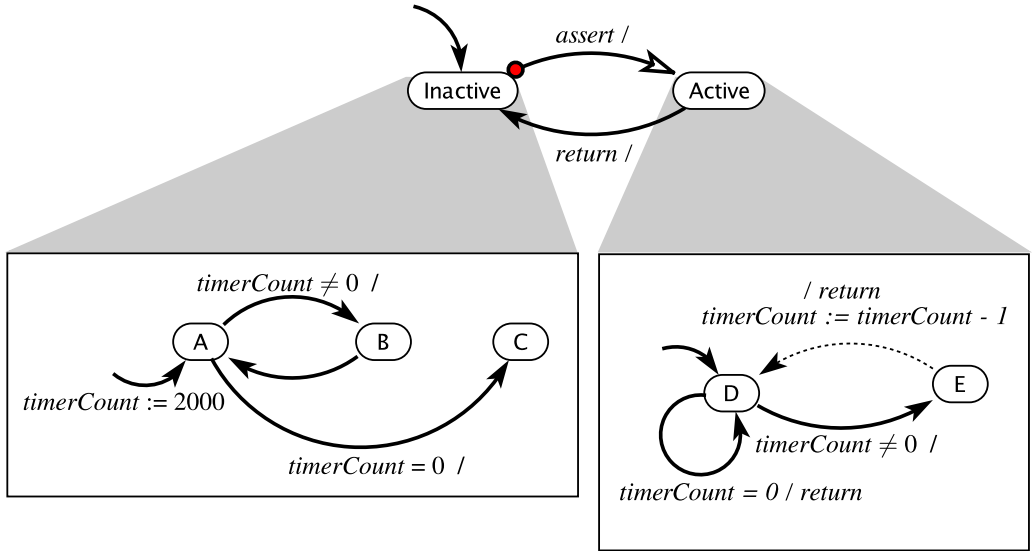 assert /
Inactive
Active
return /
timerCount ≠ 0 /
A
B
C
timerCount := 2000
timerCount = 0 /
/ return
timerCount := timerCount - 1
D
E
timerCount ≠ 0 /
timerCount = 0 / return